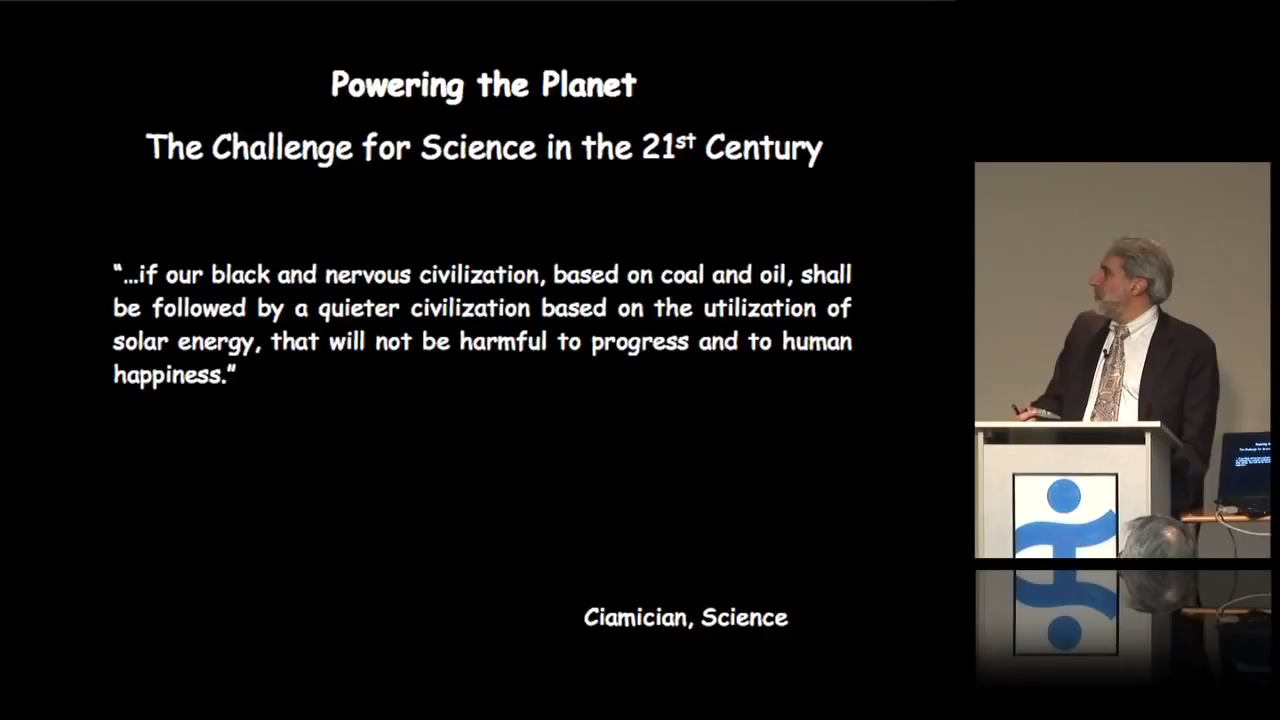 Powering the Planet
The Challenge for Science in the 21st Century
“…if our black and nervous civilization, based on coal and oil, shall
be followed by a quieter civilization based on the utilization of
solar energy, that will not be harmful to progress and to human
happiness.”
Ciamician, Science